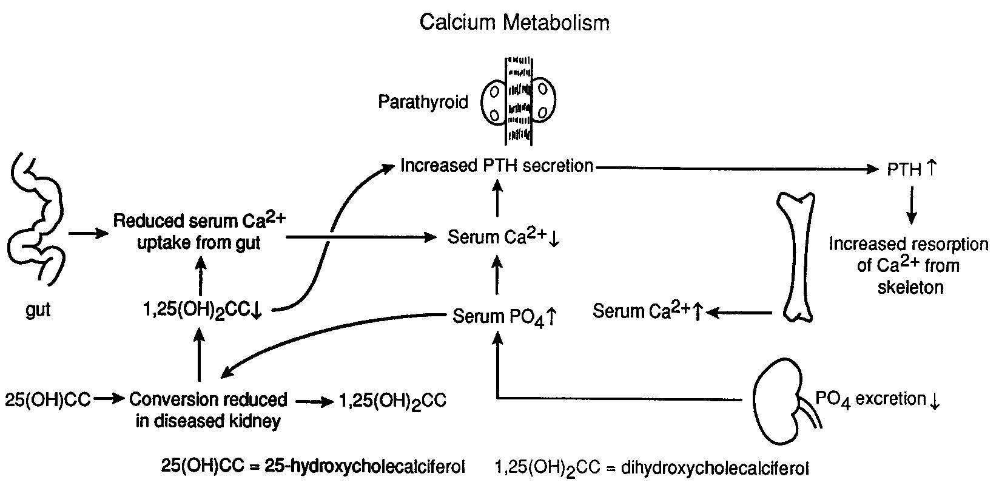 Calcium Metabolism
Parathyroid
Increased PTH secretion
PTH ↑
Reduced serum Ca2+
uptake from gut
Serum Ca2+ ↓
Increased resorption
of Ca2+ from
skeleton
gut
1,25(OH)2CC↓
Serum PO4↑
Serum Ca2+↑
25(OH)CC
Conversion reduced
in diseased kidney
1,25(OH)2CC
PO4 excretion ↓
25(OH)CC = 25-hydroxycholecalciferol
1,25(OH)2CC = dihydroxycholecalciferol